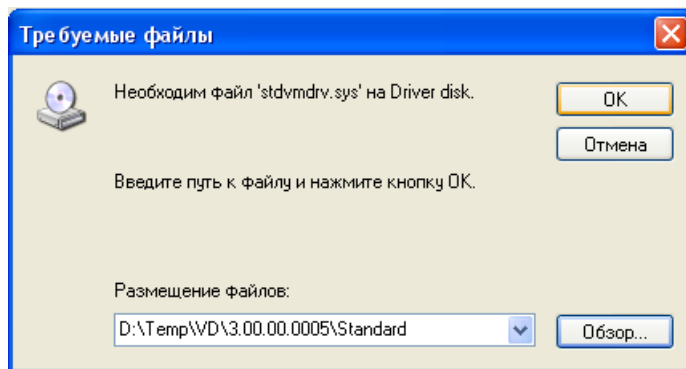 Требуемые файлы
Необходим файл 'stdvmdrv.sys' на Driver disk.
OK
Отмена
Введите путь к файлу и нажмите кнопку OK.
Размещение файлов:
D:\Temp\VD\3.00.00.0005\Standard
Обзор...